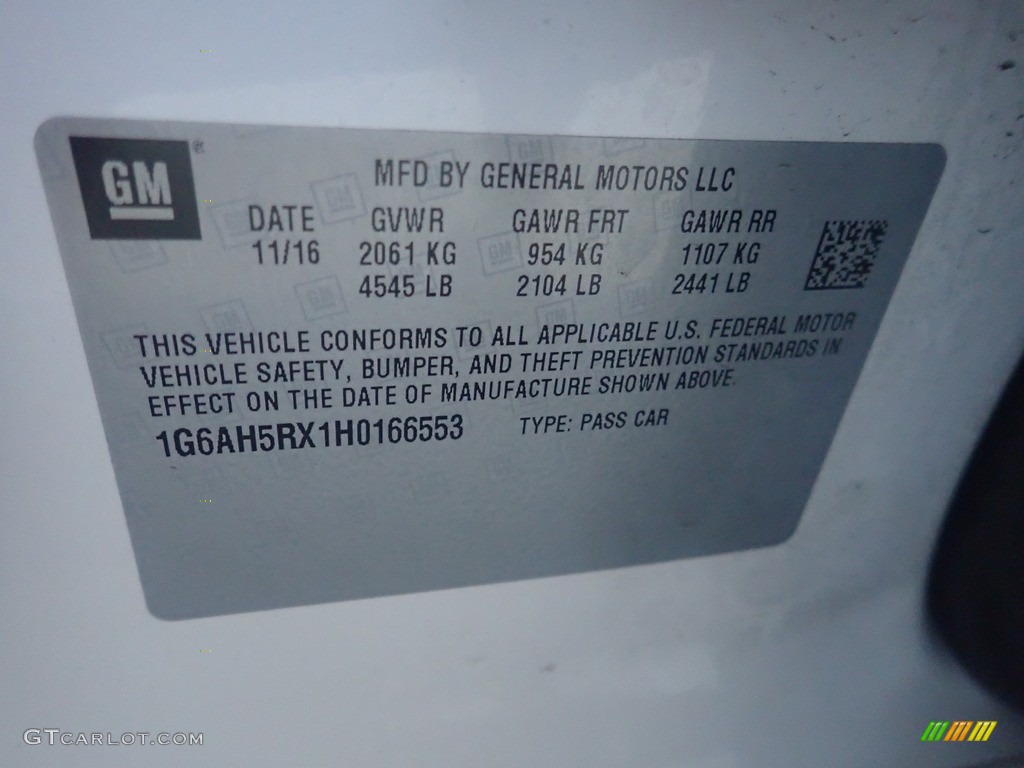 GM®
MFD BY GENERAL MOTORS LLC
DATE GVWR GAWR FRT GAWR RR
11/16 2061 KG 954 KG 1107 KG
4545 LB 2104 LB 2441 LB
THIS VEHICLE CONFORMS TO ALL APPLICABLE U.S. FEDERAL MOTOR
VEHICLE SAFETY, BUMPER, AND THEFT PREVENTION STANDARDS IN
EFFECT ON THE DATE OF MANUFACTURE SHOWN ABOVE.
1G6AH5RX1H0166553 TYPE: PASS CAR
GTCARLOT.COM